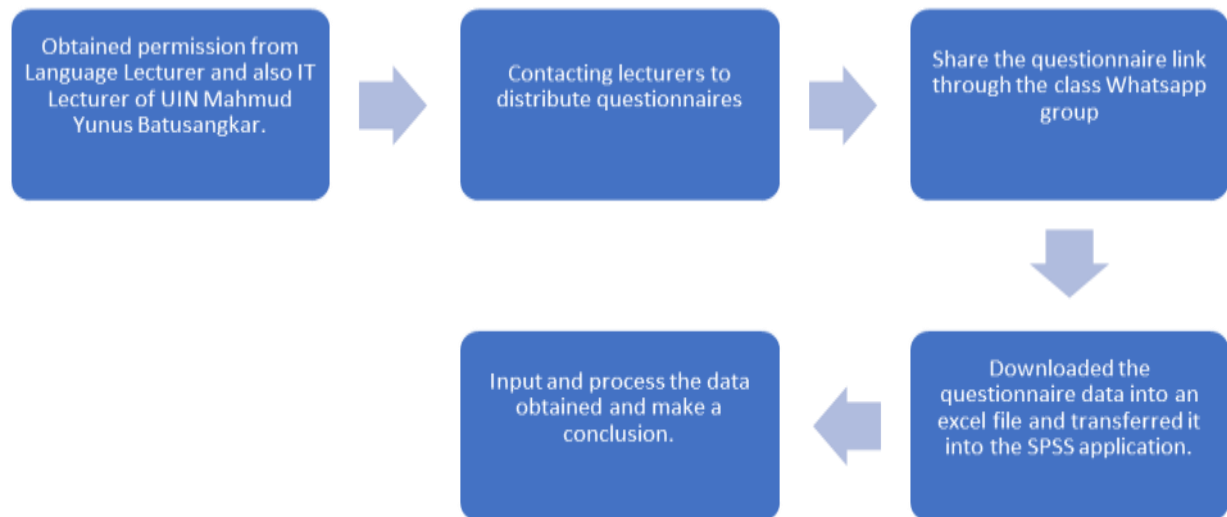 Obtained permission from
Language Lecturer and also IT
Lecturer of UIN Mahmud
Yunus Batusangkar.
Contacting lecturers to
distribute questionnaires
Share the questionnaire link
through the class Whatsapp
group
Downloaded the
questionnaire data into an
excel file and transferred it
into the SPSS application.
Input and process the data
obtained and make a
conclusion.